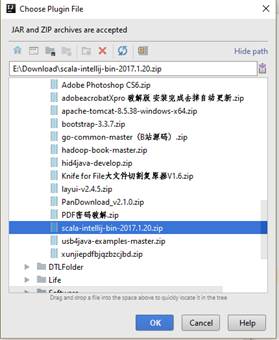 Choose Plugin File
JAR and ZIP archives are accepted
Hide path
E:\Download\scala-intellij-bin-2017.1.20.zip
Adobe Photoshop CS6.zip
adobeacrobatXpro 破解版 安装完成去掉自动更新.zip
apache-tomcat-8.5.38-windows-x64.zip
bootstrap-3.3.7.zip
go-common-master（B站源码）.zip
hadoop-book-master.zip
hid4java-develop.zip
Knife for File大文件切割复原器V1.6.zip
layui-v2.4.5.zip
PanDownload_v2.1.0.zip
PDF密码破解.zip
scala-intellij-bin-2017.1.20.zip
usb4java-examples-master.zip
xunjiepdfbjqzbzcjbd.zip
DTLFolder
Life
Drag and drop a file into the space above to quickly locate it in the tree
OK
Cancel
Help